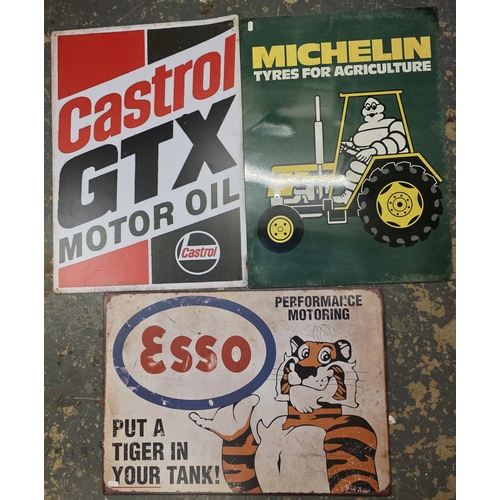 Castrol
GTX
MOTOR OIL
Castrol
MICHELIN
TYRES FOR AGRICULTURE
Esso
PERFORMANCE
MOTORING
PUT A
TIGER IN
YOUR TANK!